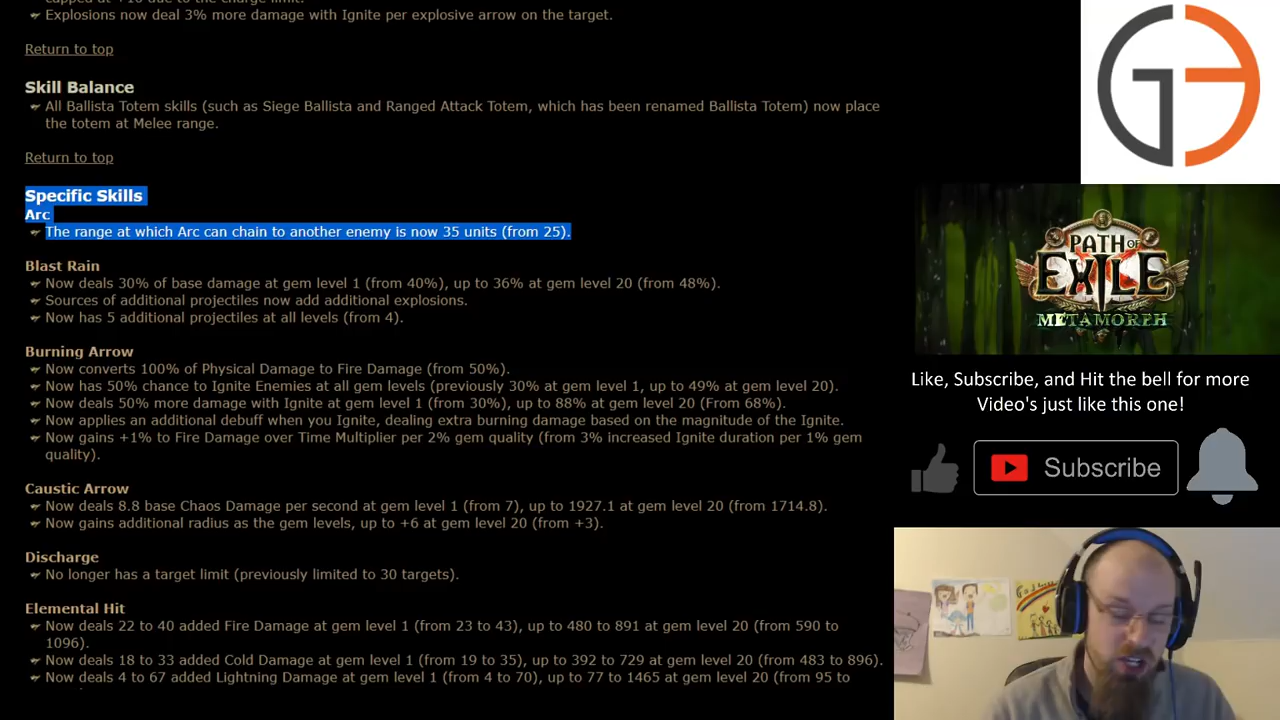 Explosions now deal 3% more damage with Ignite per explosive arrow on the target.
Return to top
Skill Balance
All Ballista Totem skills (such as Siege Ballista and Ranged Attack Totem, which has been renamed Ballista Totem) now place
the totem at Melee range.
Return to top
Specific Skills
Arc
The range at which Arc can chain to another enemy is now 35 units (from 25).
Blast Rain
Now deals 30% of base damage at gem level 1 (from 40%), up to 36% at gem level 20 (from 48%).
Sources of additional projectiles now add additional explosions.
Now has 5 additional projectiles at all levels (from 4).
Burning Arrow
Now converts 100% of Physical Damage to Fire Damage (from 50%).
Now has 50% chance to Ignite Enemies at all gem levels (previously 30% at gem level 1, up to 49% at gem level 20).
Now deals 50% more damage with Ignite at gem level 1 (from 30%), up to 88% at gem level 20 (From 68%).
Now applies an additional debuff when you Ignite, dealing extra burning damage based on the magnitude of the Ignite.
Now gains +1% to Fire Damage over Time Multiplier per 2% gem quality (from 3% increased Ignite duration per 1% gem
quality).
Caustic Arrow
Now deals 8.8 base Chaos Damage per second at gem level 1 (from 7), up to 1927.1 at gem level 20 (from 1714.8).
Now gains additional radius as the gem levels, up to +6 at gem level 20 (from +3).
Discharge
No longer has a target limit (previously limited to 30 targets).
Elemental Hit
Now deals 22 to 40 added Fire Damage at gem level 1 (from 23 to 43), up to 480 to 891 at gem level 20 (from 590 to
1096).
Now deals 18 to 33 added Cold Damage at gem level 1 (from 19 to 35), up to 392 to 729 at gem level 20 (from 483 to 896).
Now deals 4 to 67 added Lightning Damage at gem level 1 (from 4 to 70), up to 77 to 1465 at gem level 20 (from 95 to
PATH OF
EXILE
METAMORPH
Like, Subscribe, and Hit the bell for more
Video's just like this one!
Subscribe